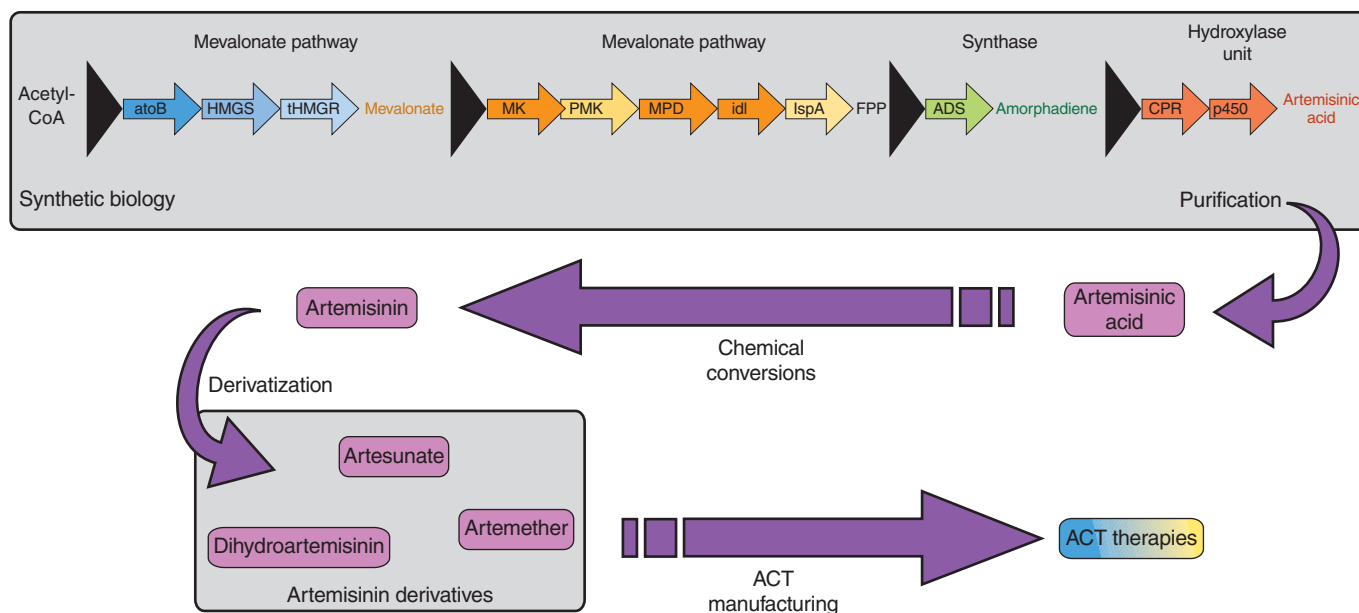 Mevalonate pathway
Mevalonate pathway
Synthase
Hydroxylase
unit
Acetyl-
CoA
atoB
HMGS
tHMGR
Mevalonate
MK
PMK
MPD
idI
IspA
FPP
ADS
Amorphadiene
CPR
p450
Artemisinic
acid
Synthetic biology
Purification
Artemisinin
Chemical
conversions
Artemisinic
acid
Derivatization
Artesunate
Artemether
Dihydroartemisinin
Artemisinin derivatives
ACT
manufacturing
ACT therapies